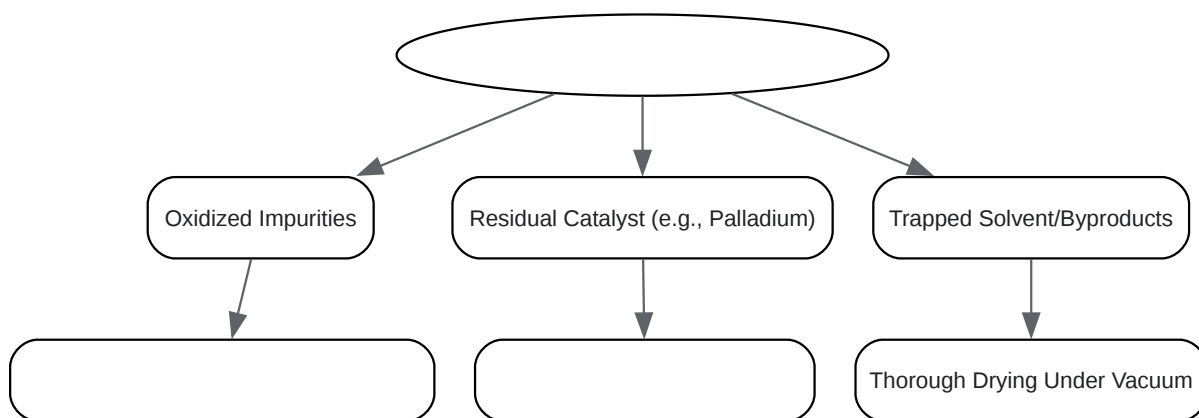 Oxidized Impurities
Residual Catalyst (e.g., Palladium)
Trapped Solvent/Byproducts
Thorough Drying Under Vacuum